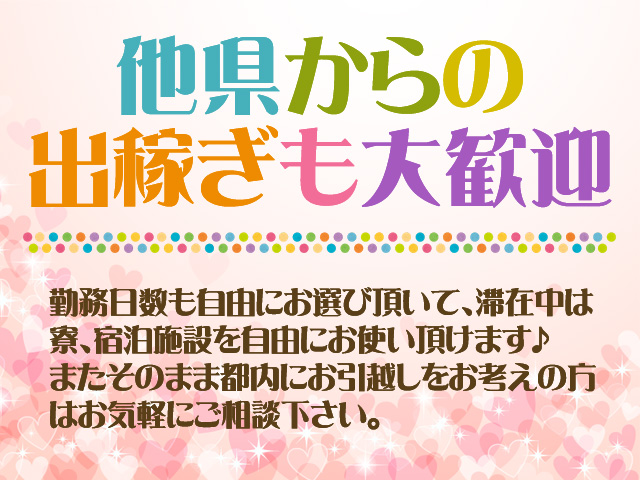 他県からの
出稼ぎも大歓迎
勤務日数も自由にお選び頂いて、滞在中は
寮、宿泊施設を自由にお使い頂けます♪
またそのまま都内にお引越しをお考えの方
はお気軽にご相談下さい。